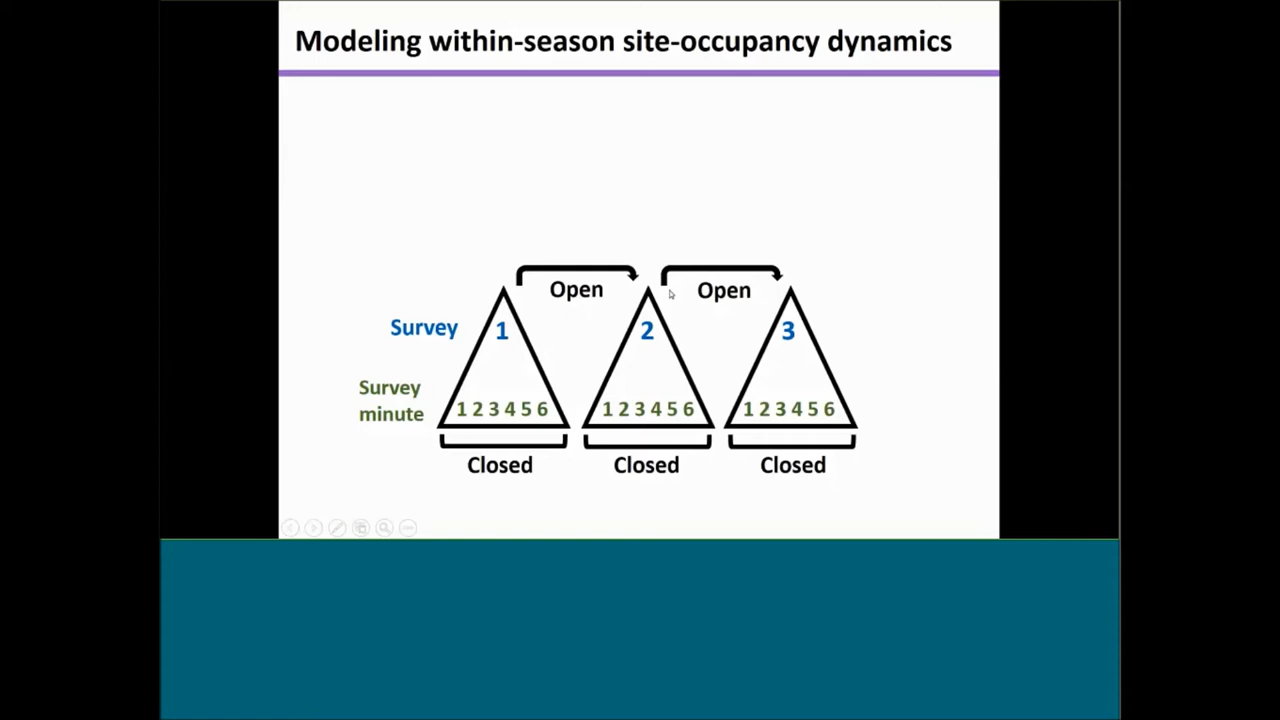 Modeling within-season site-occupancy dynamics
Open Open
Survey 1 2 3
Survey
minute
1 2 3 4 5 6 1 2 3 4 5 6 1 2 3 4 5 6
Closed Closed Closed